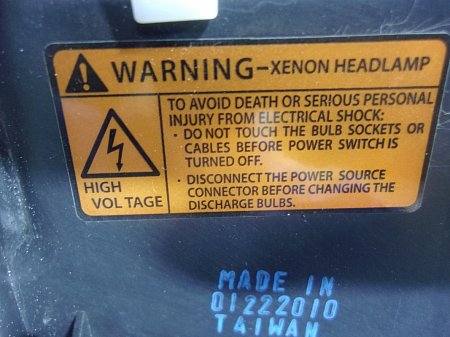 WARNING-XENON HEADLAMP
TO AVOID DEATH OR SERIOUS PERSONAL
INJURY FROM ELECTRICAL SHOCK:
· DO NOT TOUCH THE BULB SOCKETS OR
CABLES BEFORE POWER SWITCH IS
TURNED OFF.
· DISCONNECT THE POWER SOURCE
CONNECTOR BEFORE CHANGING THE
DISCHARGE BULBS.
HIGH
VOLTAGE
MADE IN
01222010
TAIWAN